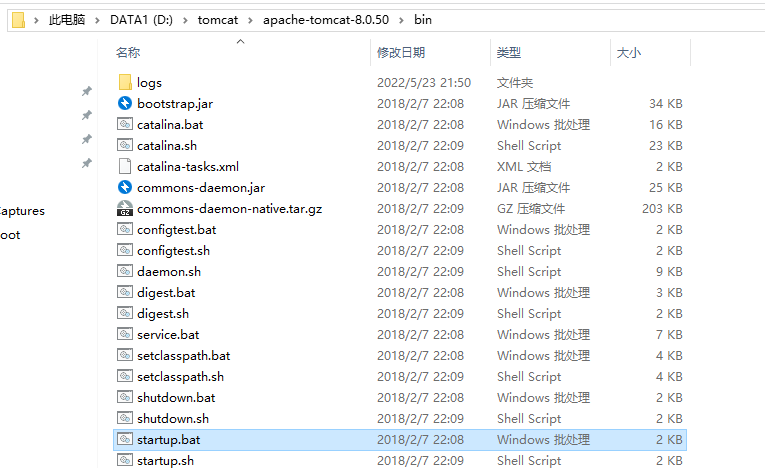 此电脑 > DATA1 (D:) > tomcat > apache-tomcat-8.0.50 > bin
名称 修改日期 类型 大小
logs 2022/5/23 21:50 文件夹
bootstrap.jar 2018/2/7 22:08 JAR 压缩文件 34 KB
catalina.bat 2018/2/7 22:08 Windows 批处理 16 KB
catalina.sh 2018/2/7 22:09 Shell Script 23 KB
catalina-tasks.xml 2018/2/7 22:08 XML 文档 2 KB
commons-daemon.jar 2018/2/7 22:08 JAR 压缩文件 25 KB
GZ commons-daemon-native.tar.gz 2018/2/7 22:09 GZ 压缩文件 203 KB
Captures configtest.bat 2018/2/7 22:08 Windows 批处理 2 KB
oot configtest.sh 2018/2/7 22:09 Shell Script 2 KB
daemon.sh 2018/2/7 22:09 Shell Script 9 KB
digest.bat 2018/2/7 22:08 Windows 批处理 3 KB
digest.sh 2018/2/7 22:09 Shell Script 2 KB
service.bat 2018/2/7 22:08 Windows 批处理 7 KB
setclasspath.bat 2018/2/7 22:08 Windows 批处理 4 KB
setclasspath.sh 2018/2/7 22:09 Shell Script 4 KB
shutdown.bat 2018/2/7 22:08 Windows 批处理 2 KB
shutdown.sh 2018/2/7 22:09 Shell Script 2 KB
startup.bat 2018/2/7 22:08 Windows 批处理 2 KB
startup.sh 2018/2/7 22:09 Shell Script 2 KB